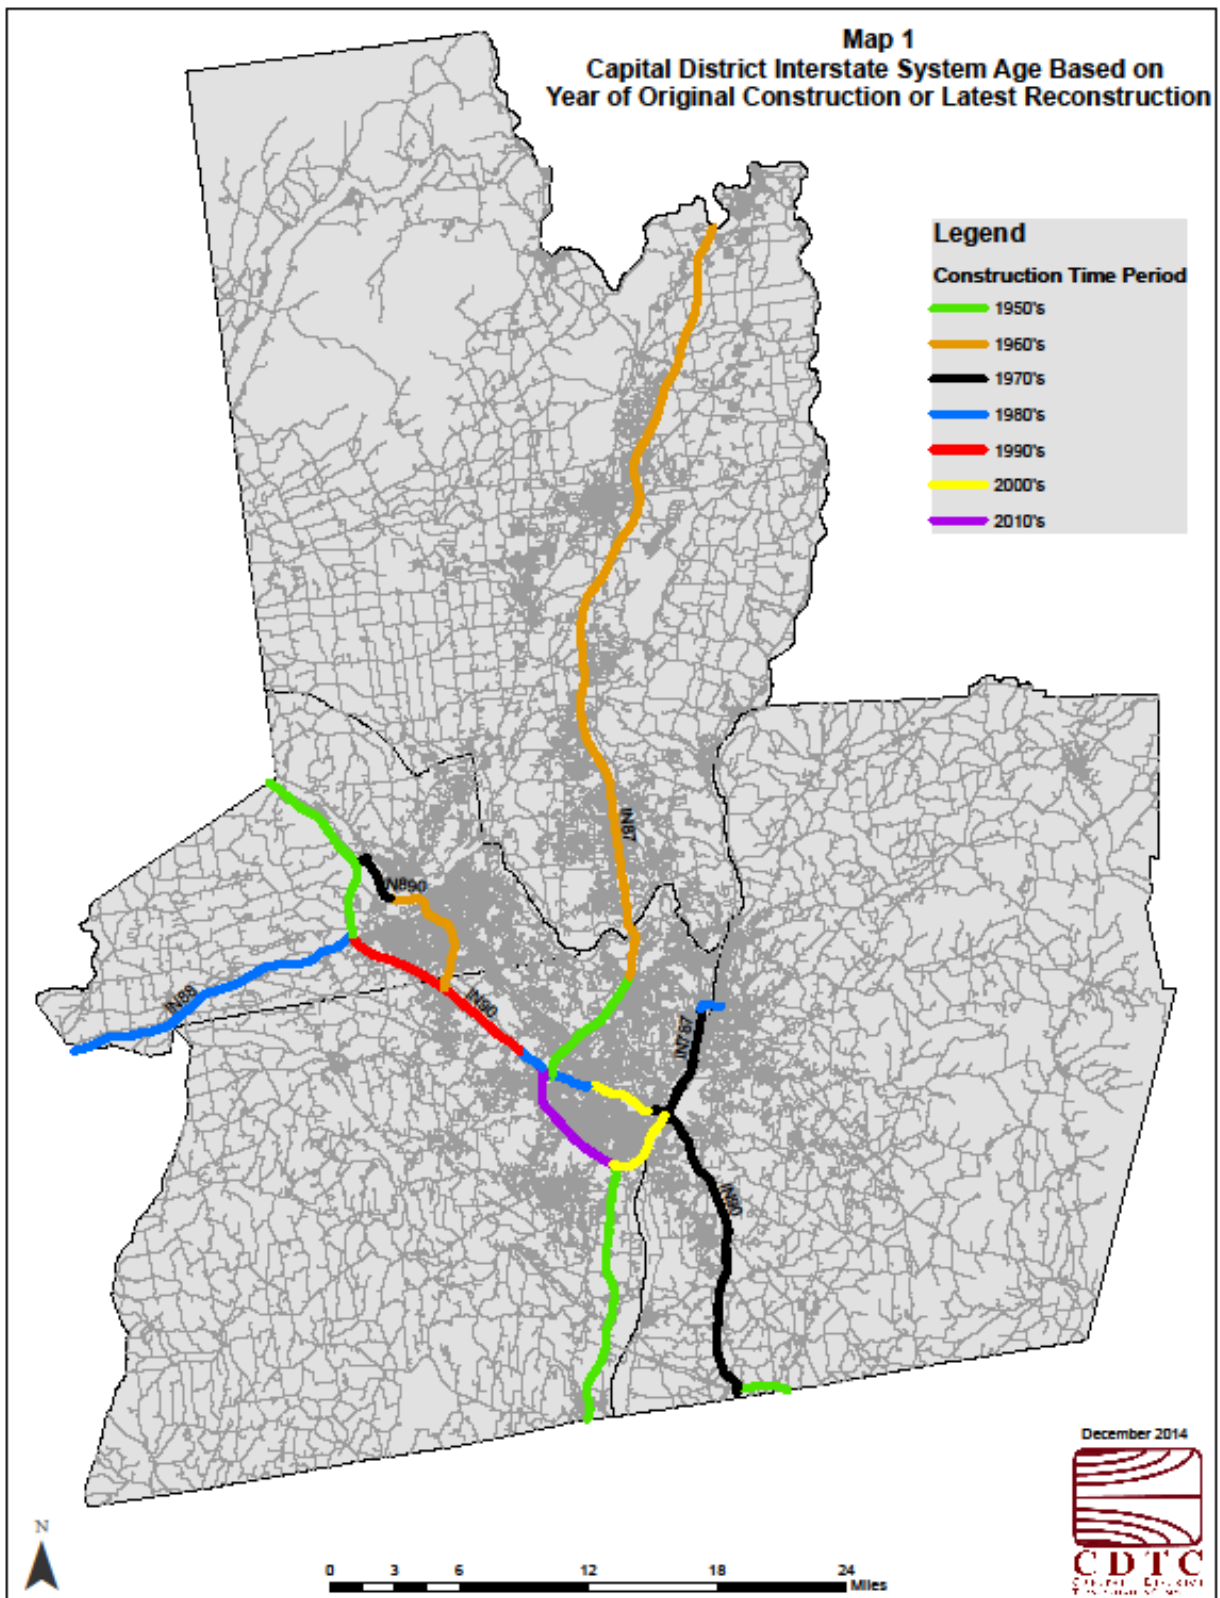 Map 1
Capital District Interstate System Age Based on
Year of Original Construction or Latest Reconstruction
Legend
Construction Time Period
1950's
1960's
1970's
1980's
1990's
2000's
2010's
IN87
IN890
IN88
IN90
IN787
IN90
December 2014
CDTC
N
0 3 6 12 18 24
Miles